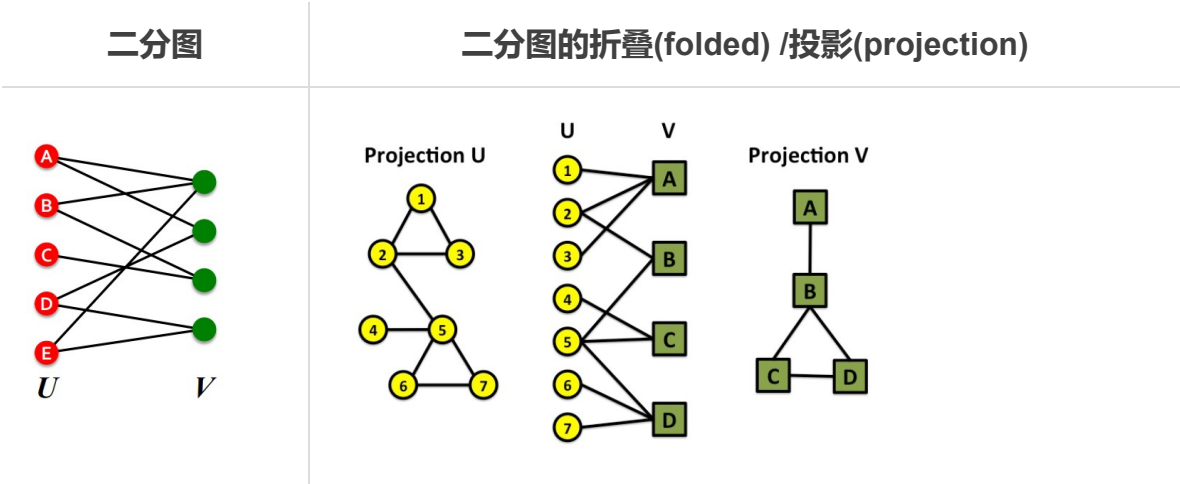 二分图
二分图的折叠(folded) /投影(projection)
A
B
C
D
E
U
V
Projection U
1
2
3
4
5
6
7
U
V
1
2
3
4
5
6
7
A
B
C
D
Projection V
A
B
C
D